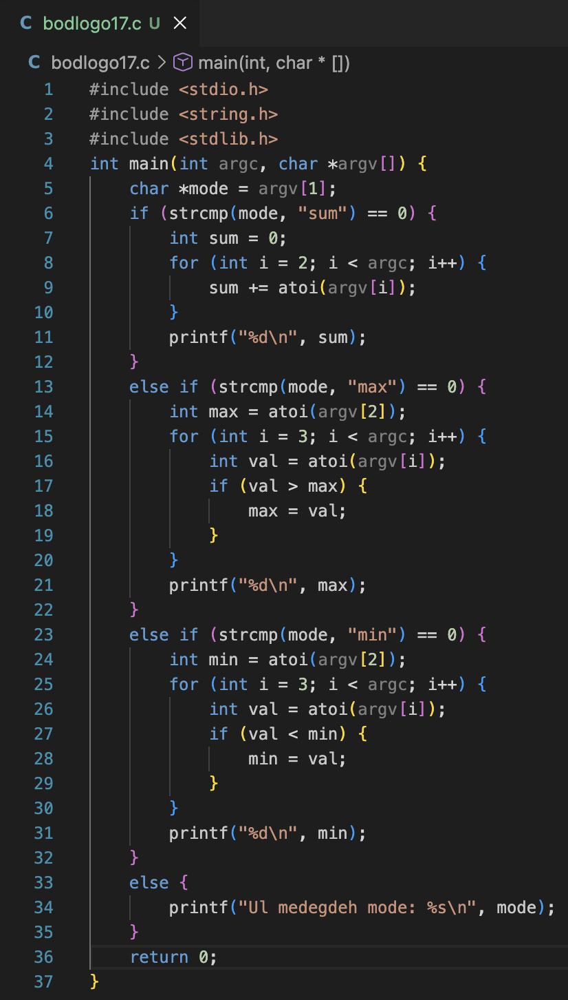 C bodlogo17.c U ×
C bodlogo17.c > main(int, char * [])
1 #include <stdio.h>
2 #include <string.h>
3 #include <stdlib.h>
4 int main(int argc, char *argv[]) {
5     char *mode = argv[1];
6     if (strcmp(mode, "sum") == 0) {
7         int sum = 0;
8         for (int i = 2; i < argc; i++) {
9             sum += atoi(argv[i]);
10         }
11         printf("%d\n", sum);
12     }
13     else if (strcmp(mode, "max") == 0) {
14         int max = atoi(argv[2]);
15         for (int i = 3; i < argc; i++) {
16             int val = atoi(argv[i]);
17             if (val > max) {
18                 max = val;
19             }
20         }
21         printf("%d\n", max);
22     }
23     else if (strcmp(mode, "min") == 0) {
24         int min = atoi(argv[2]);
25         for (int i = 3; i < argc; i++) {
26             int val = atoi(argv[i]);
27             if (val < min) {
28                 min = val;
29             }
30         }
31         printf("%d\n", min);
32     }
33     else {
34         printf("Ul medegdeh mode: %s\n", mode);
35     }
36     return 0;
37 }